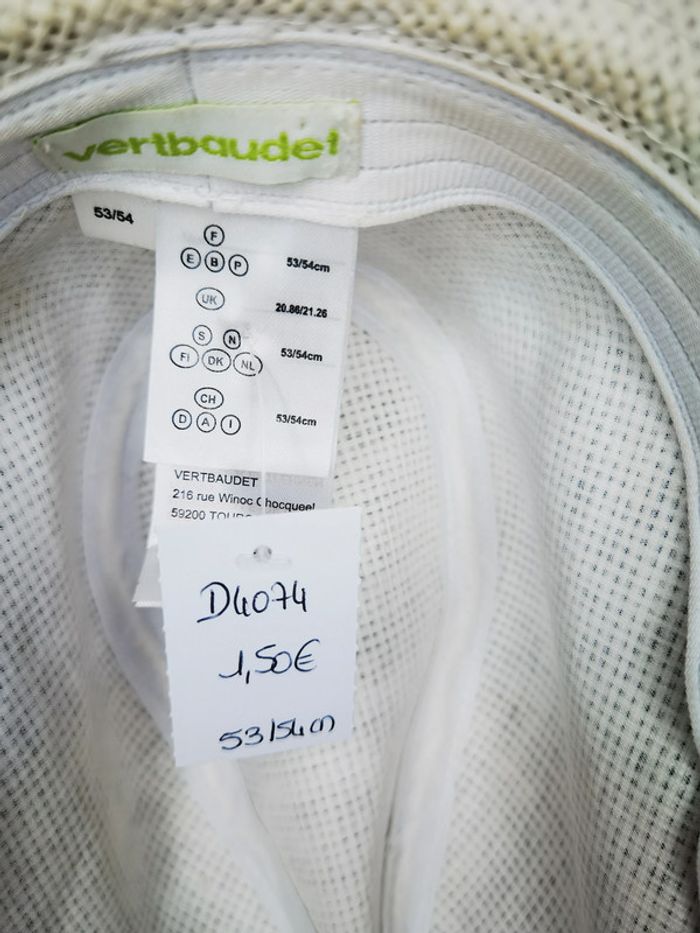 vertbaudet
53/54
F
E B P 53/54cm
UK 20.86/21.26
S N
FI DK NL 53/54cm
CH
D A I 53/54cm
VERTBAUDET
216 rue Winoc Chocqueel
59200
D4074
1,50€
53/54cm